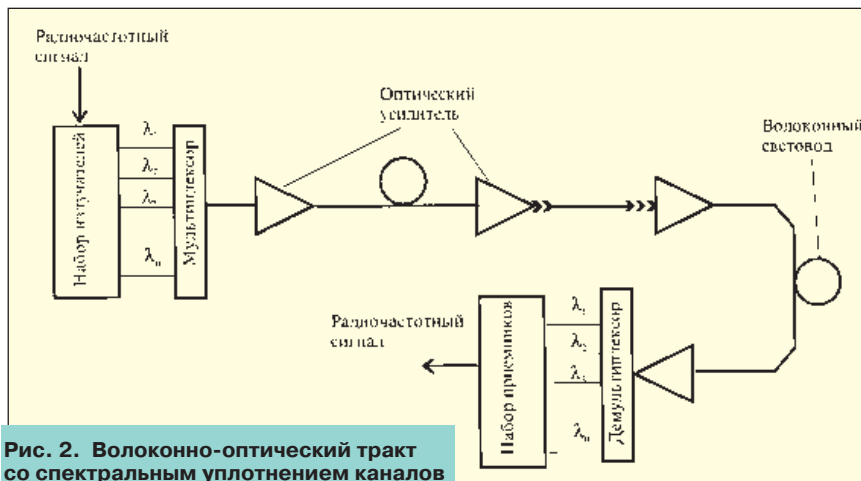 Радиочастотный
сигнал
Оптический
усилитель
Волоконный
световод
Набор излучателей
λ₁
λ₂
λ₃
λₙ
Мультиплексор
Радиочастотный
сигнал
Набор приемников
λ₁
λ₂
λ₃
λₙ
Демультиплексор
Рис. 2. Волоконно-оптический тракт
со спектральным уплотнением каналов